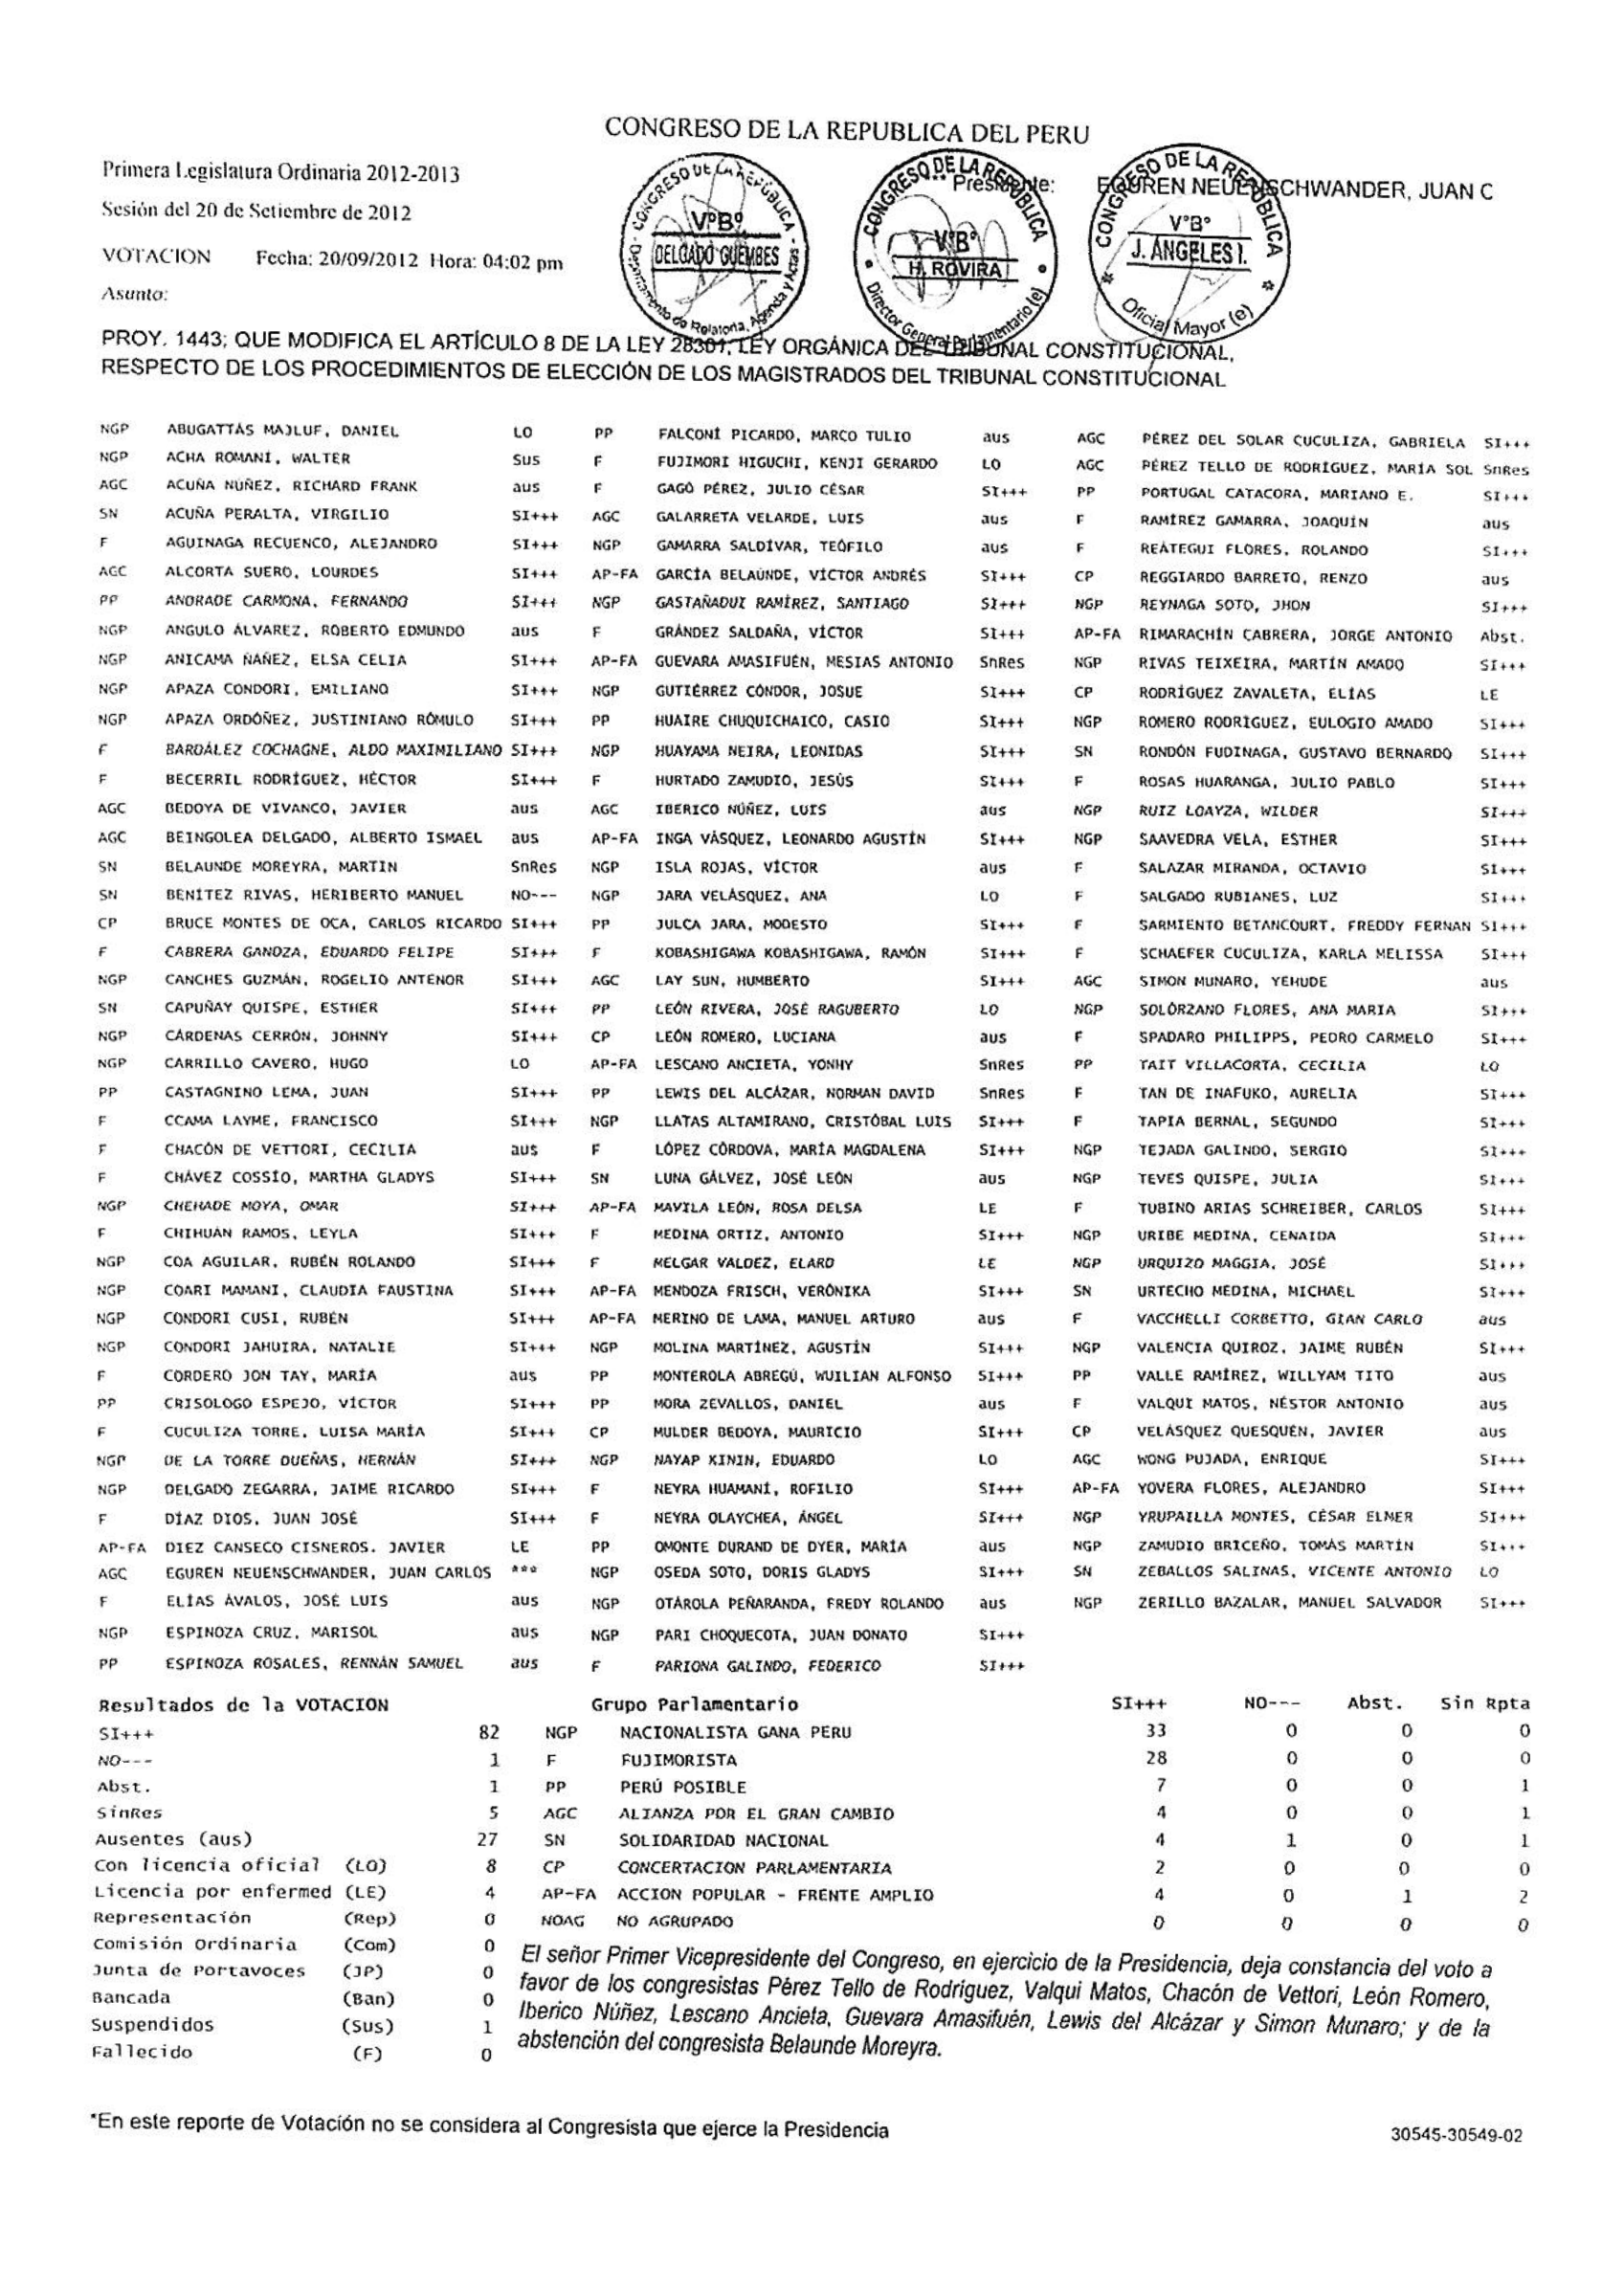 CONGRESO DE LA REPUBLICA DEL PERU
Primera Legislatura Ordinaria 2012-2013
Presidente: EGUREN NEUENSCHWANDER, JUAN C
Sesión del 20 de Setiembre de 2012
VOTACION Fecha: 20/09/2012 Hora: 04:02 pm
Asunto:
CONGRESO DE LA REPUBLICA - Departamento de Relatoria, Agenda y Actas
VºBº
DELGADO GUEMBES
CONGRESO DE LA REPUBLICA Director General Parlamentario (e)
VºBº
H. ROVIRA
CONGRESO DE LA REPUBLICA Oficial Mayor (e)
V°B°
J. ANGELES I.
PROY. 1443; QUE MODIFICA EL ARTÍCULO 8 DE LA LEY 28301, LEY ORGÁNICA DEL TRIBUNAL CONSTITUCIONAL,
RESPECTO DE LOS PROCEDIMIENTOS DE ELECCIÓN DE LOS MAGISTRADOS DEL TRIBUNAL CONSTITUCIONAL
NGP ABUGATTÁS MAJLUF, DANIEL LO PP FALCONÍ PICARDO, MARCO TULIO aus AGC PÉREZ DEL SOLAR CUCULIZA, GABRIELA SI+++
NGP ACHA ROMANÍ, WALTER Sus F FUJIMORI HIGUCHI, KENJI GERARDO LO AGC PÉREZ TELLO DE RODRÍGUEZ, MARÍA SOL SnRes
AGC ACUÑA NÚÑEZ, RICHARD FRANK aus F GAGÓ PÉREZ, JULIO CÉSAR SI+++ PP PORTUGAL CATACORA, MARIANO E. SI+++
SN ACUÑA PERALTA, VIRGILIO SI+++ AGC GALARRETA VELARDE, LUIS aus F RAMÍREZ GAMARRA, JOAQUÍN aus
F AGUINAGA RECUENCO, ALEJANDRO SI+++ NGP GAMARRA SALDÍVAR, TEÓFILO aus F REÁTEGUI FLORES, ROLANDO SI+++
AGC ALCORTA SUERO, LOURDES SI+++ AP-FA GARCÍA BELAÚNDE, VÍCTOR ANDRÉS SI+++ CP REGGIARDO BARRETO, RENZO aus
PP ANDRADE CARMONA, FERNANDO SI+++ NGP GASTAÑADUI RAMÍREZ, SANTIAGO SI+++ NGP REYNAGA SOTO, JHON SI+++
NGP ANGULO ÁLVAREZ, ROBERTO EDMUNDO aus F GRÁNDEZ SALDAÑA, VÍCTOR SI+++ AP-FA RIMARACHÍN CABRERA, JORGE ANTONIO Abst.
NGP ANICAMA ÑAÑEZ, ELSA CELIA SI+++ AP-FA GUEVARA AMASIFUÉN, MESIAS ANTONIO SnRes NGP RIVAS TEIXEIRA, MARTÍN AMADO SI+++
NGP APAZA CONDORI, EMILIANO SI+++ NGP GUTIÉRREZ CÓNDOR, JOSUE SI+++ CP RODRÍGUEZ ZAVALETA, ELÍAS LE
NGP APAZA ORDÓÑEZ, JUSTINIANO RÓMULO SI+++ PP HUAIRE CHUQUICHAICO, CASIO SI+++ NGP ROMERO RODRÍGUEZ, EULOGIO AMADO SI+++
F BARDÁLEZ COCHAGNE, ALDO MAXIMILIANO SI+++ NGP HUAYAMA NEIRA, LEONIDAS SI+++ SN RONDÓN FUDINAGA, GUSTAVO BERNARDO SI+++
F BECERRIL RODRÍGUEZ, HÉCTOR SI+++ F HURTADO ZAMUDIO, JESÚS SI+++ F ROSAS HUARANGA, JULIO PABLO SI+++
AGC BEDOYA DE VIVANCO, JAVIER aus AGC IBERICO NÚÑEZ, LUIS aus NGP RUIZ LOAYZA, WILDER SI+++
AGC BEINGOLEA DELGADO, ALBERTO ISMAEL aus AP-FA INGA VÁSQUEZ, LEONARDO AGUSTÍN SI+++ NGP SAAVEDRA VELA, ESTHER SI+++
SN BELAUNDE MOREYRA, MARTIN SnRes NGP ISLA ROJAS, VÍCTOR aus F SALAZAR MIRANDA, OCTAVIO SI+++
SN BENÍTEZ RIVAS, HERIBERTO MANUEL NO--- NGP JARA VELÁSQUEZ, ANA LO F SALGADO RUBIANES, LUZ SI+++
CP BRUCE MONTES DE OCA, CARLOS RICARDO SI+++ PP JULCA JARA, MODESTO SI+++ F SARMIENTO BETANCOURT, FREDDY FERNAN SI+++
F CABRERA GANOZA, EDUARDO FELIPE SI+++ F KOBASHIGAWA KOBASHIGAWA, RAMÓN SI+++ F SCHAEFER CUCULIZA, KARLA MELISSA SI+++
NGP CANCHES GUZMÁN, ROGELIO ANTENOR SI+++ AGC LAY SUN, HUMBERTO SI+++ AGC SIMON MUNARO, YEHUDE aus
SN CAPUÑAY QUISPE, ESTHER SI+++ PP LEÓN RIVERA, JOSÉ RAGUBERTO LO NGP SOLÓRZANO FLORES, ANA MARIA SI+++
NGP CÁRDENAS CERRÓN, JOHNNY SI+++ CP LEÓN ROMERO, LUCIANA aus F SPADARO PHILIPPS, PEDRO CARMELO SI+++
NGP CARRILLO CAVERO, HUGO LO AP-FA LESCANO ANCIETA, YONHY SnRes PP TAIT VILLACORTA, CECILIA LO
PP CASTAGNINO LEMA, JUAN SI+++ PP LEWIS DEL ALCÁZAR, NORMAN DAVID SnRes F TAN DE INAFUKO, AURELIA SI+++
F CCAMA LAYME, FRANCISCO SI+++ NGP LLATAS ALTAMIRANO, CRISTÓBAL LUIS SI+++ F TAPIA BERNAL, SEGUNDO SI+++
F CHACÓN DE VETTORI, CECILIA aus F LÓPEZ CÓRDOVA, MARÍA MAGDALENA SI+++ NGP TEJADA GALINDO, SERGIO SI+++
F CHÁVEZ COSSÍO, MARTHA GLADYS SI+++ SN LUNA GÁLVEZ, JOSÉ LEÓN aus NGP TEVES QUISPE, JULIA SI+++
NGP CHEHADE MOYA, OMAR SI+++ AP-FA MAVILA LEÓN, ROSA DELSA LE F TUBINO ARIAS SCHREIBER, CARLOS SI+++
F CHIHUÁN RAMOS, LEYLA SI+++ F MEDINA ORTIZ, ANTONIO SI+++ NGP URIBE MEDINA, CENAIDA SI+++
NGP COA AGUILAR, RUBÉN ROLANDO SI+++ F MELGAR VALDEZ, ELARD LE NGP URQUIZO MAGGIA, JOSÉ SI+++
NGP COARI MAMANI, CLAUDIA FAUSTINA SI+++ AP-FA MENDOZA FRISCH, VERÓNIKA SI+++ SN URTECHO MEDINA, MICHAEL SI+++
NGP CONDORI CUSI, RUBÉN SI+++ AP-FA MERINO DE LAMA, MANUEL ARTURO aus F VACCHELLI CORBETTO, GIAN CARLO aus
NGP CONDORI JAHUIRA, NATALIE SI+++ NGP MOLINA MARTÍNEZ, AGUSTÍN SI+++ NGP VALENCIA QUIROZ, JAIME RUBÉN SI+++
F CORDERO JON TAY, MARÍA aus PP MONTEROLA ABREGÚ, WUILIAN ALFONSO SI+++ PP VALLE RAMÍREZ, WILLYAM TITO aus
PP CRISOLOGO ESPEJO, VÍCTOR SI+++ PP MORA ZEVALLOS, DANIEL aus F VALQUI MATOS, NÉSTOR ANTONIO aus
F CUCULIZA TORRE, LUISA MARÍA SI+++ CP MULDER BEDOYA, MAURICIO SI+++ CP VELÁSQUEZ QUESQUÉN, JAVIER aus
NGP DE LA TORRE DUEÑAS, HERNÁN SI+++ NGP NAYAP KININ, EDUARDO LO AGC WONG PUJADA, ENRIQUE SI+++
NGP DELGADO ZEGARRA, JAIME RICARDO SI+++ F NEYRA HUAMANÍ, ROFILIO SI+++ AP-FA YOVERA FLORES, ALEJANDRO SI+++
F DÍAZ DIOS, JUAN JOSÉ SI+++ F NEYRA OLAYCHEA, ÁNGEL SI+++ NGP YRUPAILLA MONTES, CÉSAR ELMER SI+++
AP-FA DIEZ CANSECO CISNEROS. JAVIER LE PP OMONTE DURAND DE DYER, MARÍA aus NGP ZAMUDIO BRICEÑO, TOMÁS MARTÍN SI+++
AGC EGUREN NEUENSCHWANDER, JUAN CARLOS *** NGP OSEDA SOTO, DORIS GLADYS SI+++ SN ZEBALLOS SALINAS, VICENTE ANTONIO LO
F ELÍAS ÁVALOS, JOSÉ LUIS aus NGP OTÁROLA PEÑARANDA, FREDY ROLANDO aus NGP ZERILLO BAZALAR, MANUEL SALVADOR SI+++
NGP ESPINOZA CRUZ, MARISOL aus NGP PARI CHOQUECOTA, JUAN DONATO SI+++
PP ESPINOZA ROSALES, RENNÁN SAMUEL aus F PARIONA GALINDO, FEDERICO SI+++
Resultados de la VOTACION Grupo Parlamentario SI+++ NO--- Abst. Sin Rpta
SI+++ 82 NGP NACIONALISTA GANA PERU 33 0 0 0
NO--- 1 F FUJIMORISTA 28 0 0 0
Abst. 1 PP PERÚ POSIBLE 7 0 0 1
SinRes 5 AGC ALIANZA POR EL GRAN CAMBIO 4 0 0 1
Ausentes (aus) 27 SN SOLIDARIDAD NACIONAL 4 1 0 1
Con licencia oficial (LO) 8 CP CONCERTACION PARLAMENTARIA 2 0 0 0
Licencia por enfermed (LE) 4 AP-FA ACCION POPULAR - FRENTE AMPLIO 4 0 1 2
Representación (Rep) 0 NOAG NO AGRUPADO 0 0 0 0
Comisión Ordinaria (Com) 0
Junta de Portavoces (JP) 0
Bancada (Ban) 0
Suspendidos (Sus) 1
Fallecido (F) 0
El señor Primer Vicepresidente del Congreso, en ejercicio de la Presidencia, deja constancia del voto a
favor de los congresistas Pérez Tello de Rodríguez, Valqui Matos, Chacón de Vettori, León Romero,
Iberico Núñez, Lescano Ancieta, Guevara Amasifuén, Lewis del Alcázar y Simon Munaro; y de la
abstención del congresista Belaunde Moreyra.
*En este reporte de Votación no se considera al Congresista que ejerce la Presidencia
30545-30549-02